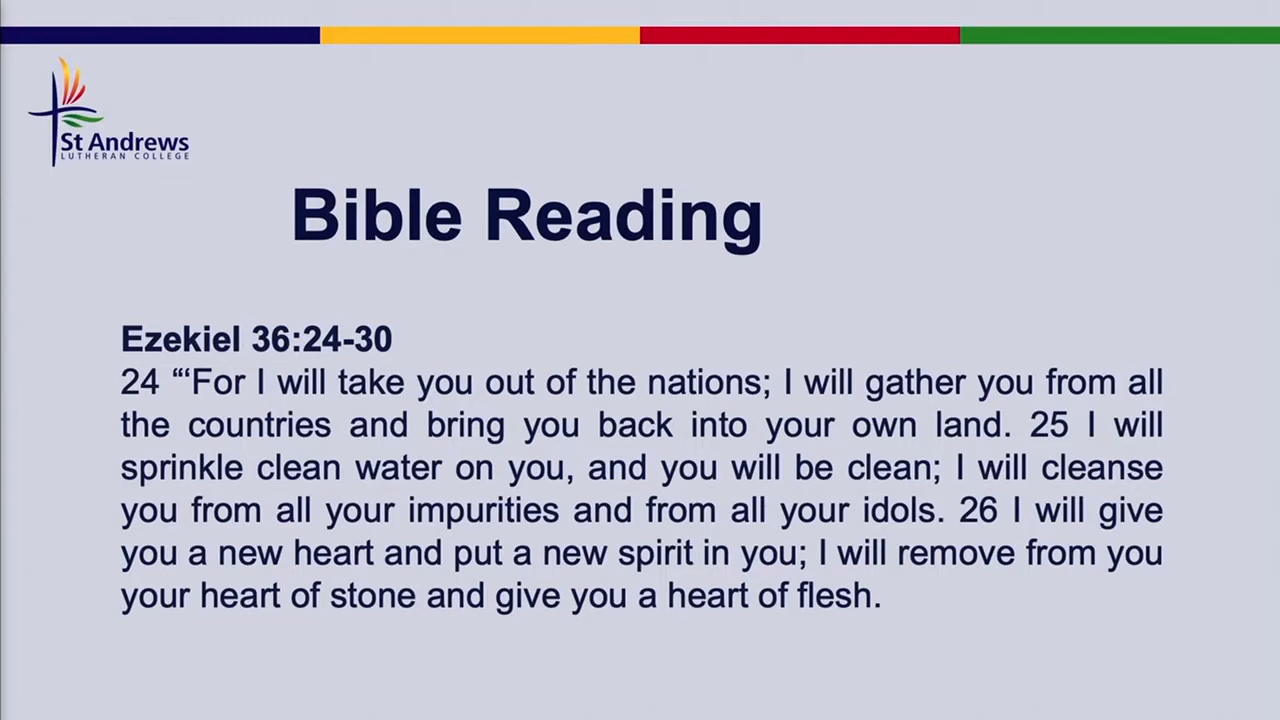 St Andrews
LUTHERAN COLLEGE
Bible Reading
Ezekiel 36:24-30
24 “‘For I will take you out of the nations; I will gather you from all
the countries and bring you back into your own land. 25 I will
sprinkle clean water on you, and you will be clean; I will cleanse
you from all your impurities and from all your idols. 26 I will give
you a new heart and put a new spirit in you; I will remove from you
your heart of stone and give you a heart of flesh.